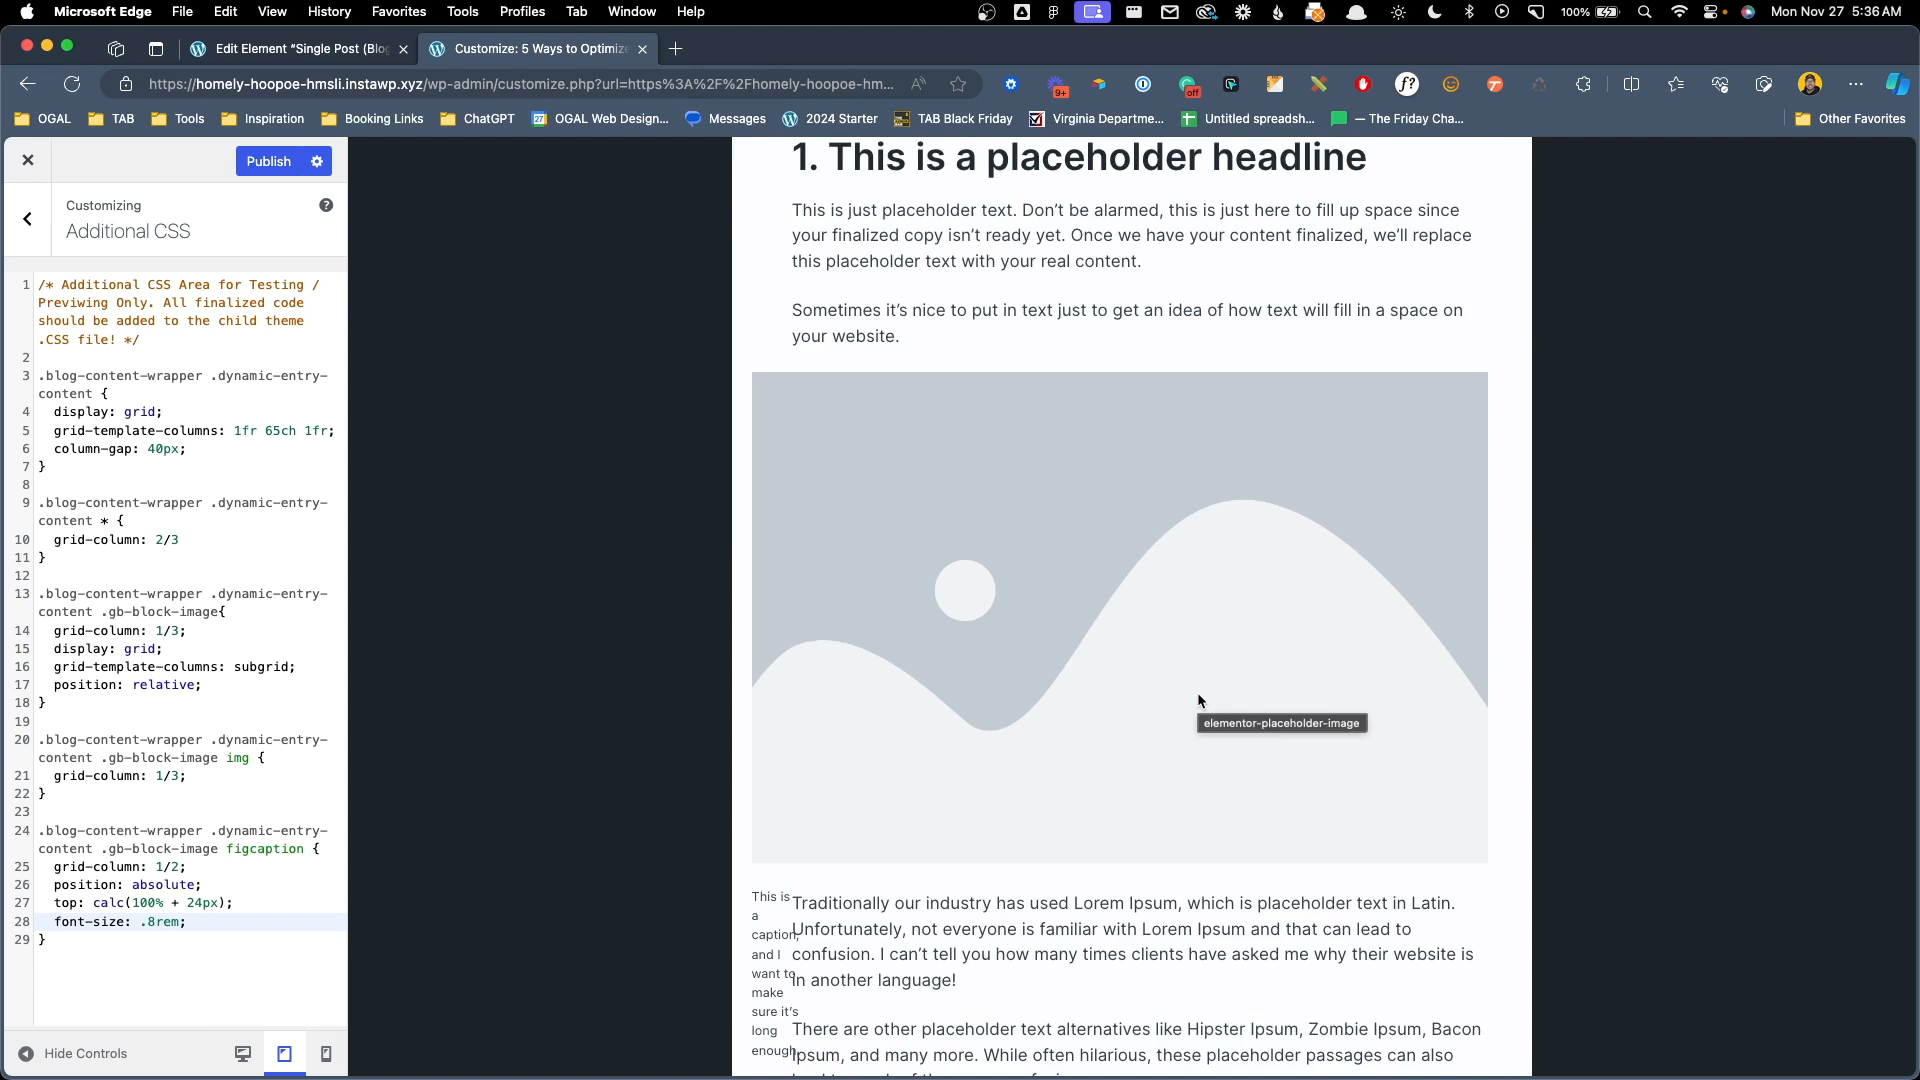 Microsoft Edge File Edit View History Favorites Tools Profiles Tab Window Help 100% Mon Nov 27 5:36 AM
Edit Element "Single Post (Blo Customize: 5 Ways to Optimize
https://homely-hoopoe-hmsli.instawp.xyz/wp-admin/customize.php?url=https%3A%2F%2Fhomely-hoopoe-hm... 9+ off f?
OGAL TAB Tools Inspiration Booking Links ChatGPT 27 OGAL Web Design... Messages 2024 Starter TAB Black Friday Virginia Departme... Untitled spreadsh... — The Friday Cha... Other Favorites
Publish
Customizing
Additional CSS
1 /* Additional CSS Area for Testing /
Previwing Only. All finalized code
should be added to the child theme
.CSS file! */
2
3 .blog-content-wrapper .dynamic-entry-
content {
4 display: grid;
5 grid-template-columns: 1fr 65ch 1fr;
6 column-gap: 40px;
7 }
8
9 .blog-content-wrapper .dynamic-entry-
content * {
10 grid-column: 2/3
11 }
12
13 .blog-content-wrapper .dynamic-entry-
content .gb-block-image{
14 grid-column: 1/3;
15 display: grid;
16 grid-template-columns: subgrid;
17 position: relative;
18 }
19
20 .blog-content-wrapper .dynamic-entry-
content .gb-block-image img {
21 grid-column: 1/3;
22 }
23
24 .blog-content-wrapper .dynamic-entry-
content .gb-block-image figcaption {
25 grid-column: 1/2;
26 position: absolute;
27 top: calc(100% + 24px);
28 font-size: .8rem;
29 }
Hide Controls
1. This is a placeholder headline
This is just placeholder text. Don't be alarmed, this is just here to fill up space since
your finalized copy isn't ready yet. Once we have your content finalized, we'll replace
this placeholder text with your real content.
Sometimes it's nice to put in text just to get an idea of how text will fill in a space on
your website.
elementor-placeholder-image
This is
a
caption,
and I
want to
make
sure it's
long
enough
Traditionally our industry has used Lorem Ipsum, which is placeholder text in Latin.
Unfortunately, not everyone is familiar with Lorem Ipsum and that can lead to
confusion. I can't tell you how many times clients have asked me why their website is
in another language!
There are other placeholder text alternatives like Hipster Ipsum, Zombie Ipsum, Bacon
Ipsum, and many more. While often hilarious, these placeholder passages can also